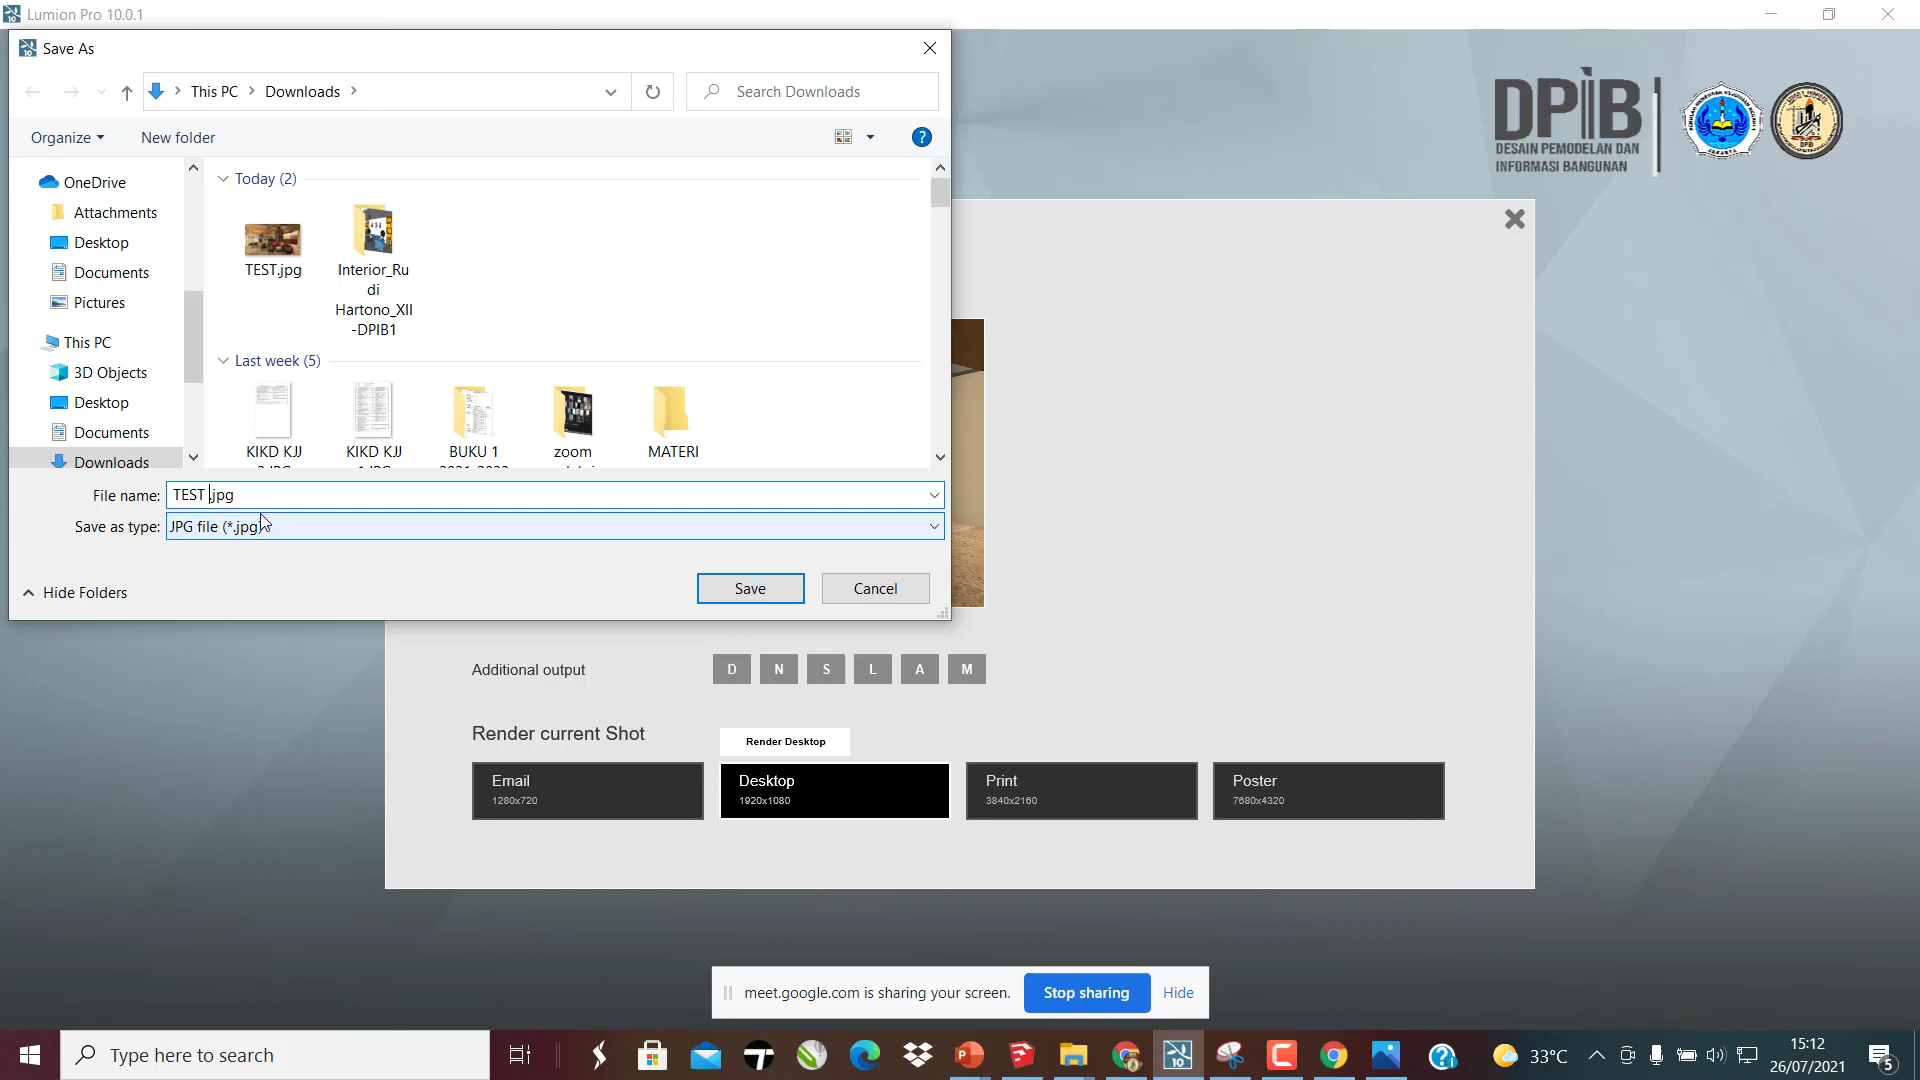 Lumion Pro 10.0.1
Save As
This PC > Downloads >
Search Downloads
Organize
New folder
OneDrive
Attachments
Desktop
Documents
Pictures
This PC
3D Objects
Desktop
Documents
Downloads
Today (2)
TEST.jpg
Interior_Ru
di
Hartono_XII
-DPIB1
Last week (5)
KIKD KJJ
KIKD KJJ
BUKU 1
zoom
MATERI
File name:
TEST .jpg
Save as type:
JPG file (*.jpg)
Hide Folders
Save
Cancel
DPIB
DESAIN PEMODELAN DAN
INFORMASI BANGUNAN
Additional output
D N S L A M
Render current Shot
Render Desktop
Email
1280x720
Desktop
1920x1080
Print
3840x2160
Poster
7680x4320
meet.google.com is sharing your screen.
Stop sharing
Hide
Type here to search
33°C
15:12
26/07/2021
5